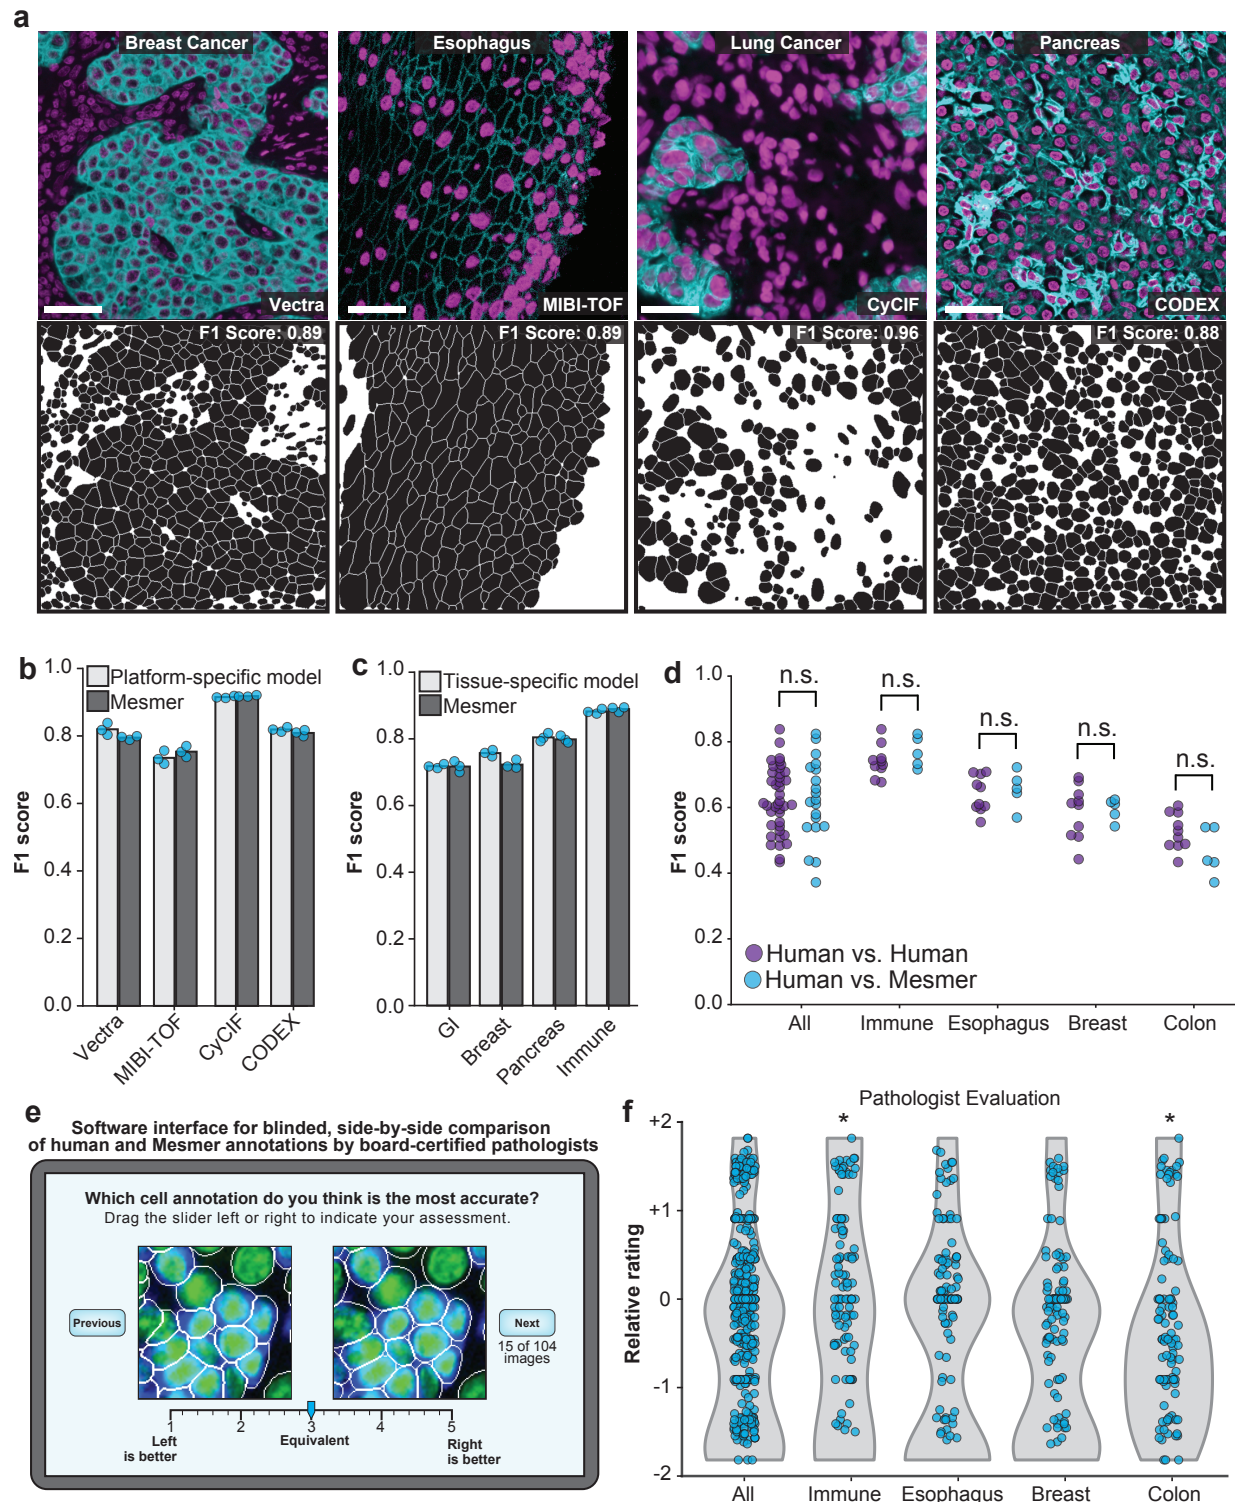 a
Breast Cancer
Esophagus
Lung Cancer
Pancreas
Vectra
MIBI-TOF
CyCIF
CODEX
F1 Score: 0.89
F1 Score: 0.89
F1 Score: 0.96
F1 Score: 0.88
b
Platform-specific model
Mesmer
F1 score
1.0
0.8
0.6
0.4
0.2
0.0
Vectra
MIBI-TOF
CyCIF
CODEX
c
Tissue-specific model
Mesmer
F1 score
1.0
0.8
0.6
0.4
0.2
0.0
GI
Breast
Pancreas
Immune
d
n.s.
n.s.
n.s.
n.s.
n.s.
F1 score
1.0
0.8
0.6
0.4
0.2
0.0
Human vs. Human
Human vs. Mesmer
All
Immune
Esophagus
Breast
Colon
e
Software interface for blinded, side-by-side comparison
of human and Mesmer annotations by board-certified pathologists
Which cell annotation do you think is the most accurate?
Drag the slider left or right to indicate your assessment.
Previous
Next
15 of 104
images
1
2
3
4
5
Left
is better
Equivalent
Right
is better
f
Pathologist Evaluation
*
*
Relative rating
+2
+1
0
-1
-2
All
Immune
Esophagus
Breast
Colon